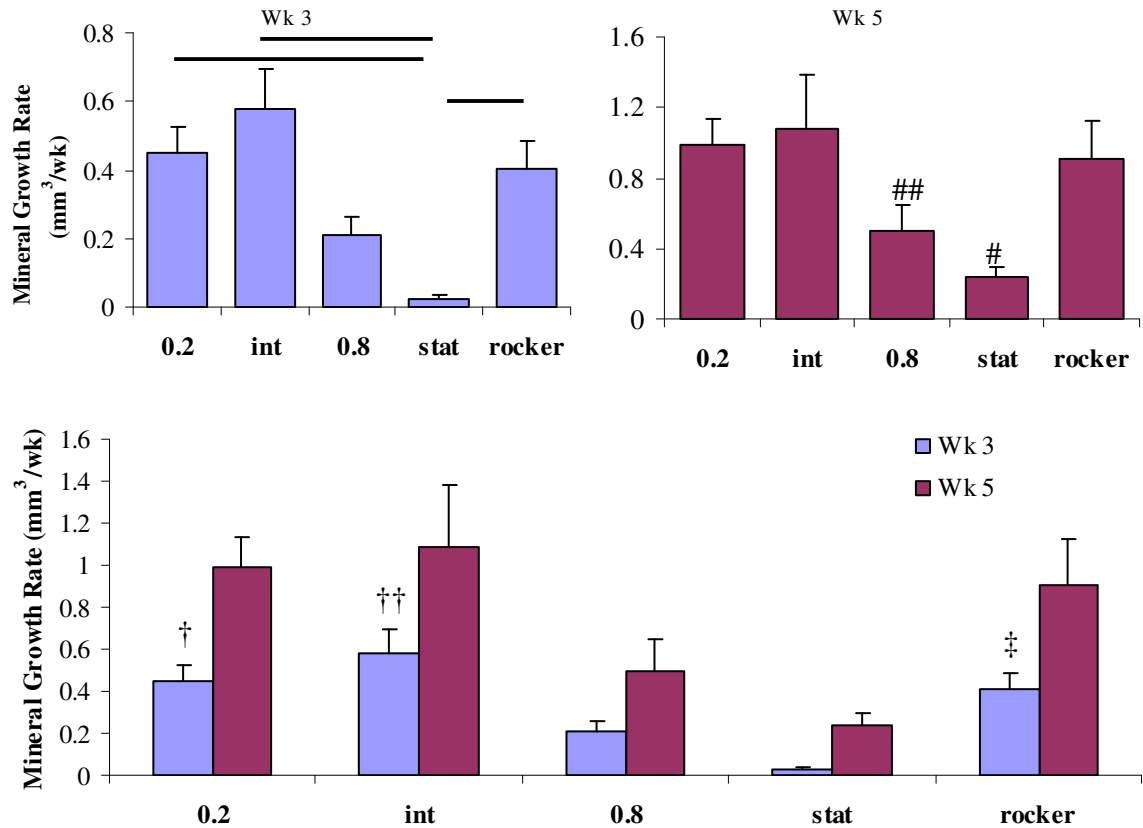 Wk 3
Mineral Growth Rate
(mm³/wk)
0.8
0.6
0.4
0.2
0
0.2 int 0.8 stat rocker
Wk 5
1.6
1.2
0.8
0.4
0
##
#
0.2 int 0.8 stat rocker
Mineral Growth Rate (mm³/wk)
1.6
1.4
1.2
1
0.8
0.6
0.4
0.2
0
Wk 3
Wk 5
†
††
‡
0.2 int 0.8 stat rocker